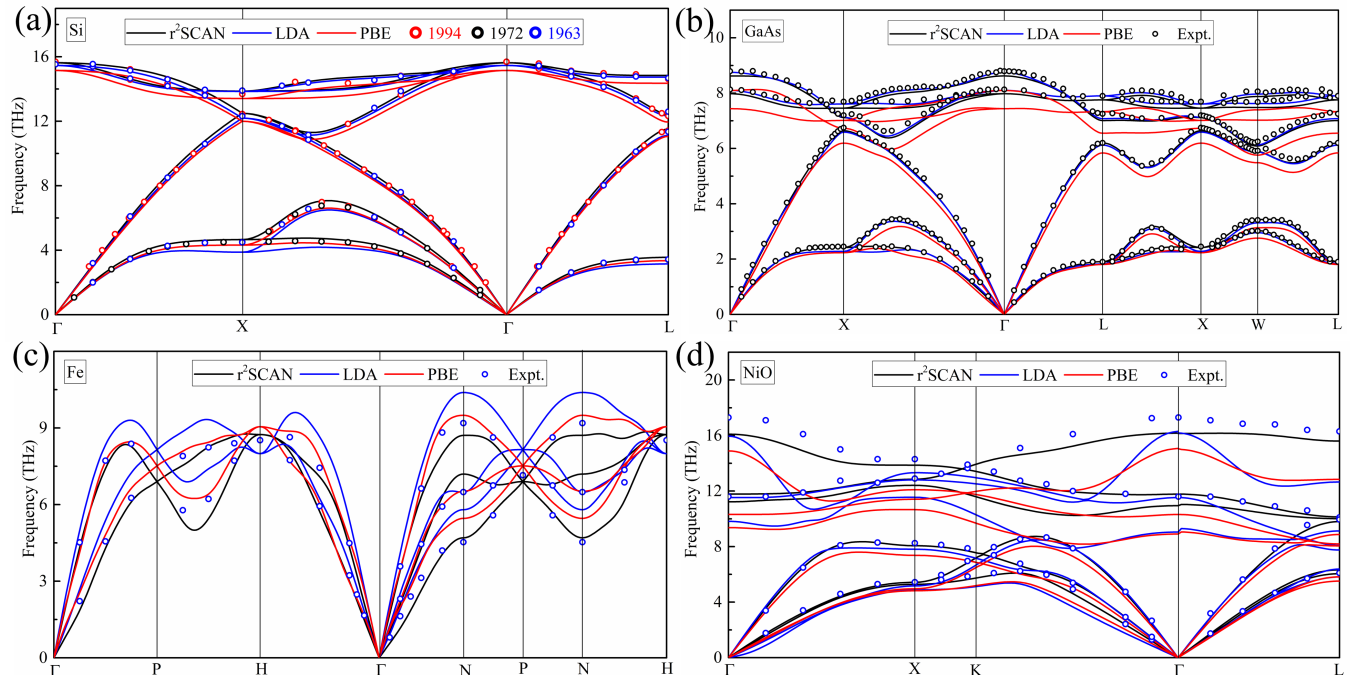 (a) Si r²SCAN LDA PBE 1994 1972 1963
Frequency (THz)
16
12
8
4
0
Γ X Γ L
(b) GaAs
r²SCAN LDA PBE Expt.
Frequency (THz)
10
8
6
4
2
0
Γ X Γ L X W L
(c) Fe
r²SCAN LDA PBE Expt.
Frequency (THz)
9
6
3
0
Γ P H Γ N P N H
(d) NiO
r²SCAN LDA PBE Expt.
Frequency (THz)
20
16
12
8
4
0
Γ X K Γ L